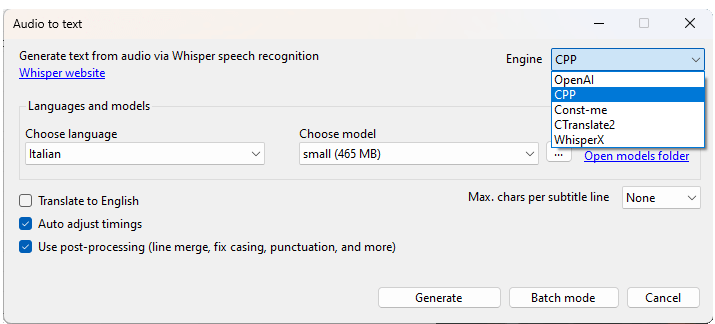 Audio to text
Generate text from audio via Whisper speech recognition
Whisper website
Engine
CPP
OpenAI
CPP
Const-me
CTranslate2
WhisperX
Languages and models
Choose language
Italian
Choose model
small (465 MB)
...
Open models folder
Translate to English
Max. chars per subtitle line
None
Auto adjust timings
Use post-processing (line merge, fix casing, punctuation, and more)
Generate
Batch mode
Cancel